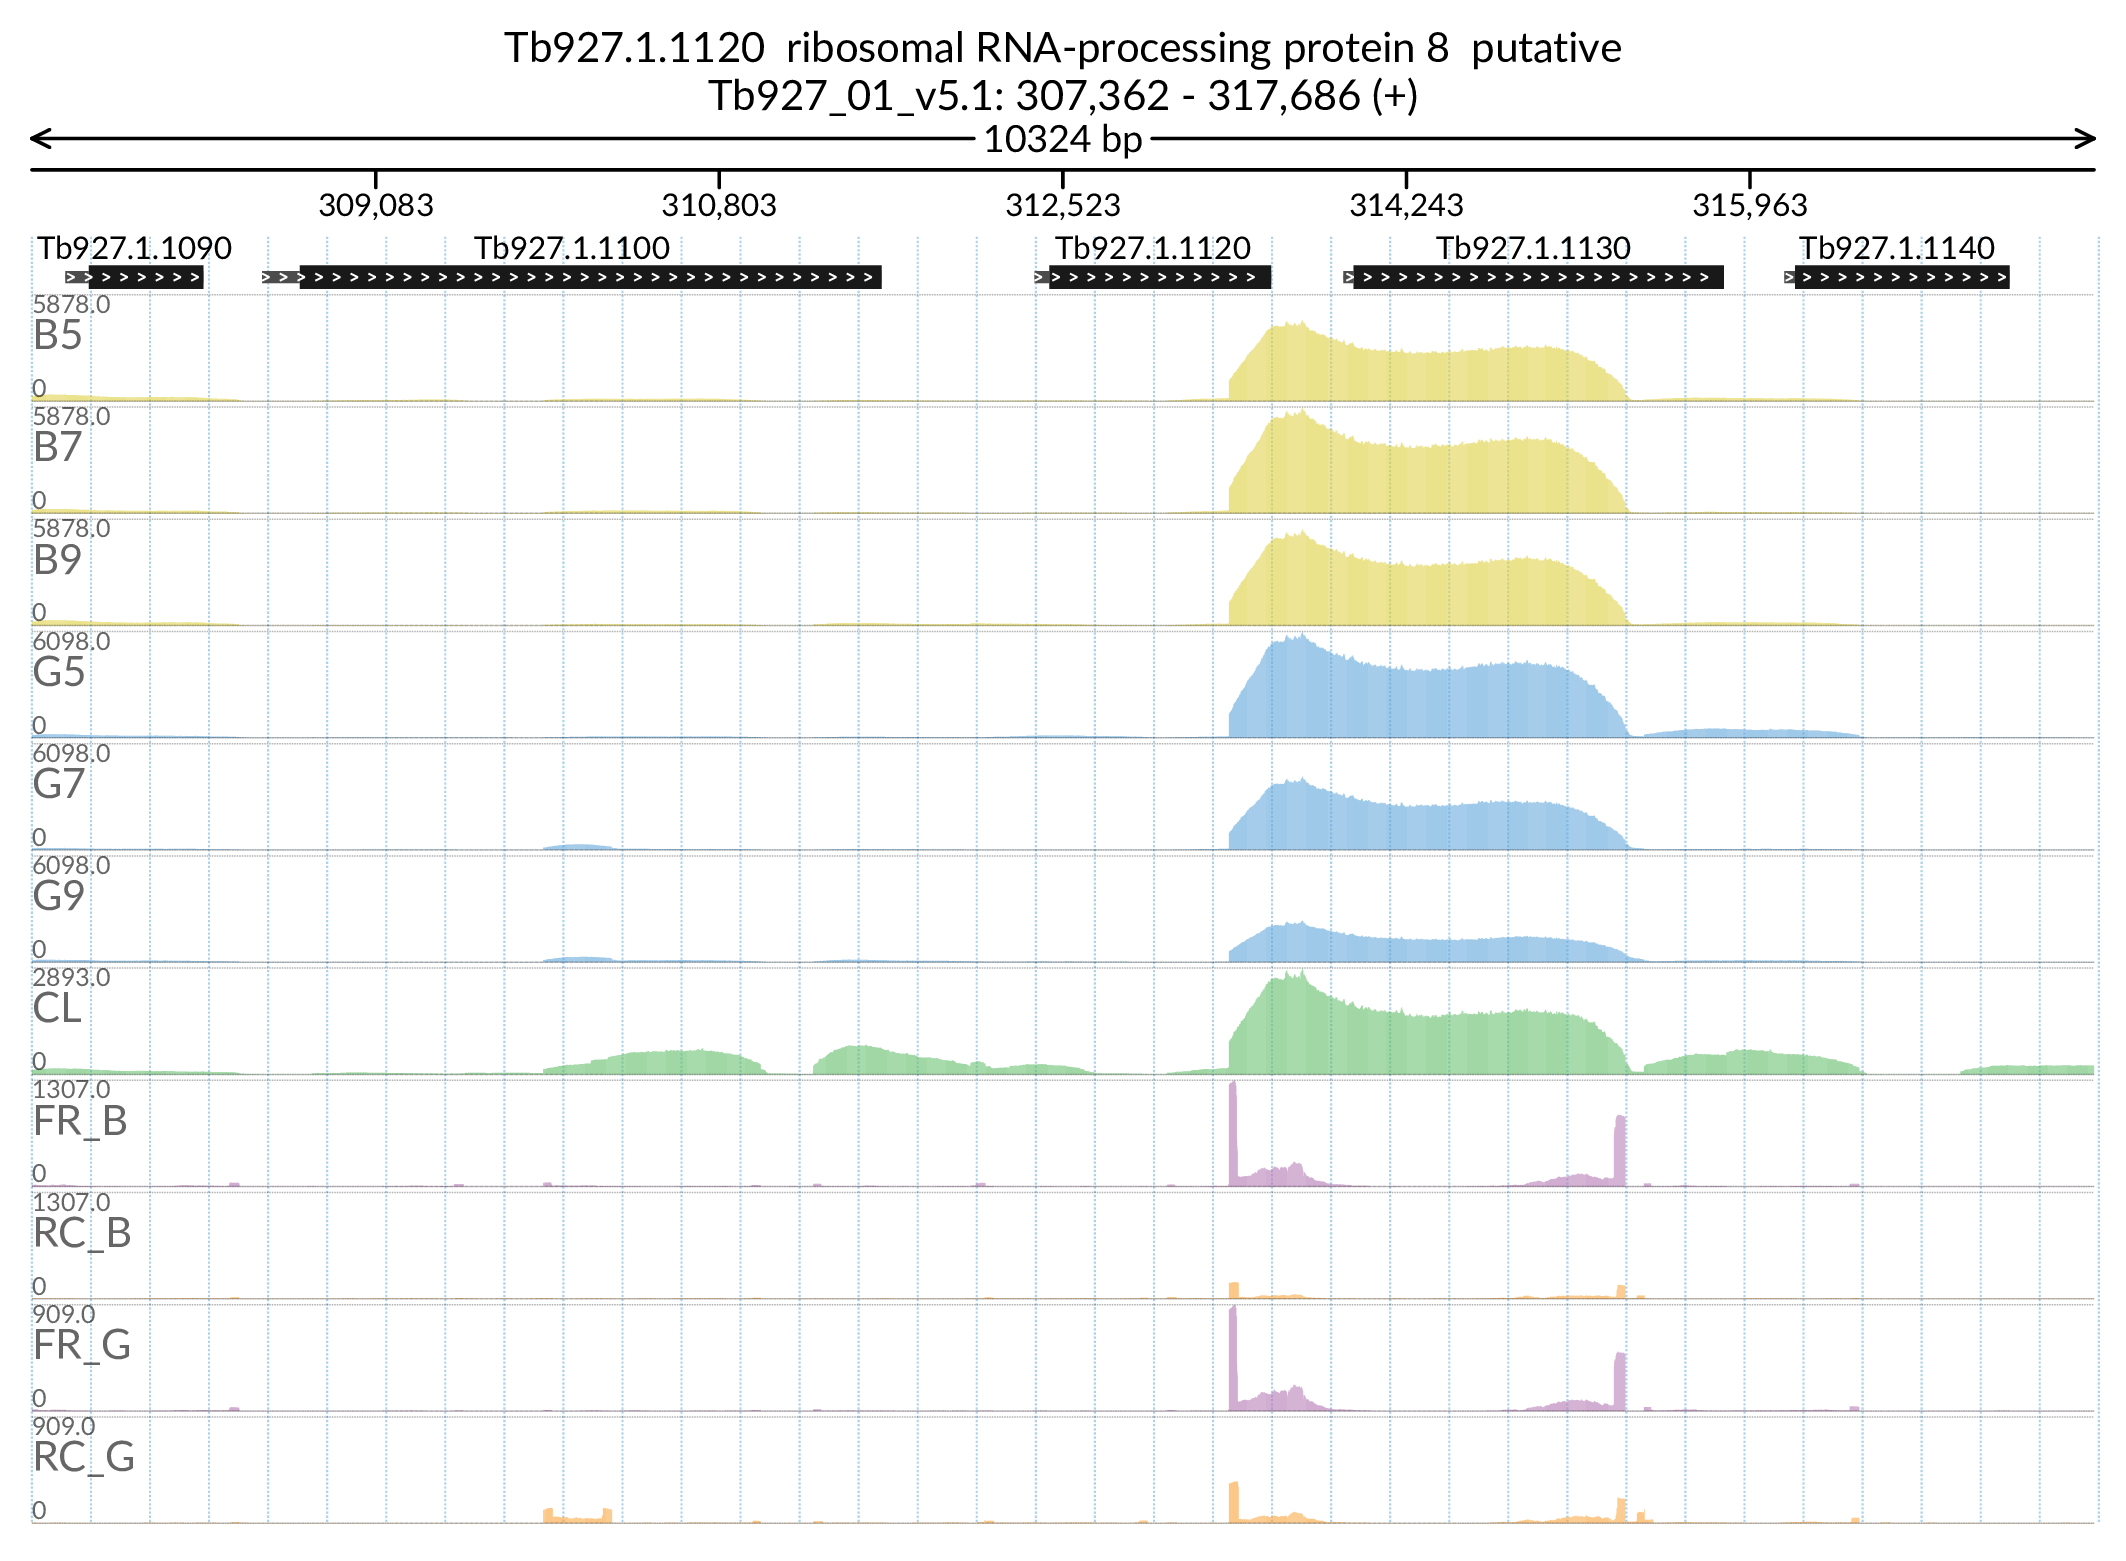 Tb927.1.1120  ribosomal RNA-processing protein 8  putative
Tb927_01_v5.1: 307,362 - 317,686 (+)
10324 bp
309,083 310,803 312,523 314,243 315,963
Tb927.1.1090 Tb927.1.1100 Tb927.1.1120 Tb927.1.1130 Tb927.1.1140
5878.0
B5
0
5878.0
B7
0
5878.0
B9
0
6098.0
G5
0
6098.0
G7
0
6098.0
G9
0
2893.0
CL
0
1307.0
FR_B
0
1307.0
RC_B
0
909.0
FR_G
0
909.0
RC_G
0